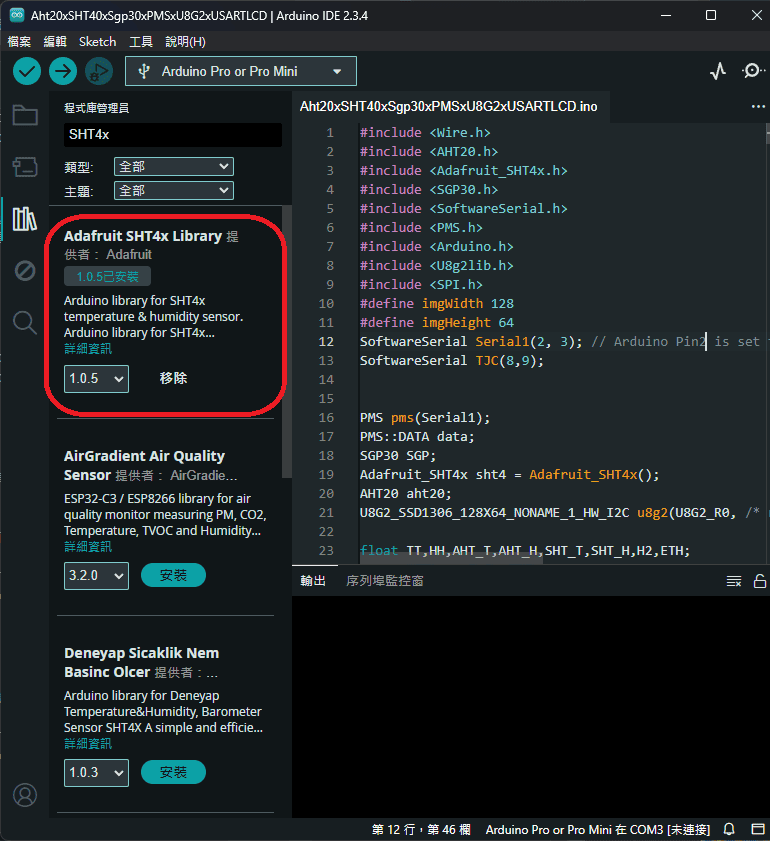 Aht20xSHT40xSgp30xPMSxU8G2xUSARTLCD | Arduino IDE 2.3.4
檔案 編輯 Sketch 工具 說明(H)
Arduino Pro or Pro Mini
程式庫管理員
SHT4x
類型: 全部
主題: 全部
Adafruit SHT4x Library 提
供者： Adafruit
1.0.5已安裝
Arduino library for SHT4x
temperature & humidity sensor.
Arduino library for SHT4x...
詳細資訊
1.0.5 移除
AirGradient Air Quality
Sensor 提供者： AirGradie...
ESP32-C3 / ESP8266 library for air
quality monitor measuring PM, CO2,
Temperature, TVOC and Humidity...
詳細資訊
3.2.0 安裝
Deneyap Sicaklik Nem
Basinc Olcer 提供者：...
Arduino library for Deneyap
Temperature&Humidity, Barometer
Sensor SHT4X A simple and efficie...
詳細資訊
1.0.3 安裝
Aht20xSHT40xSgp30xPMSxU8G2xUSARTLCD.ino
1 #include <Wire.h>
2 #include <AHT20.h>
3 #include <Adafruit_SHT4x.h>
4 #include <SGP30.h>
5 #include <SoftwareSerial.h>
6 #include <PMS.h>
7 #include <Arduino.h>
8 #include <U8g2lib.h>
9 #include <SPI.h>
10 #define imgWidth 128
11 #define imgHeight 64
12 SoftwareSerial Serial1(2, 3); // Arduino Pin2 is set
13 SoftwareSerial TJC(8,9);
14
15
16 PMS pms(Serial1);
17 PMS::DATA data;
18 SGP30 SGP;
19 Adafruit_SHT4x sht4 = Adafruit_SHT4x();
20 AHT20 aht20;
21 U8G2_SSD1306_128X64_NONAME_1_HW_I2C u8g2(U8G2_R0, /*
22
23 float TT,HH,AHT_T,AHT_H,SHT_T,SHT_H,H2,ETH;
輸出 序列埠監控窗
第 12 行，第 46 欄 Arduino Pro or Pro Mini 在 COM3 [未連接]